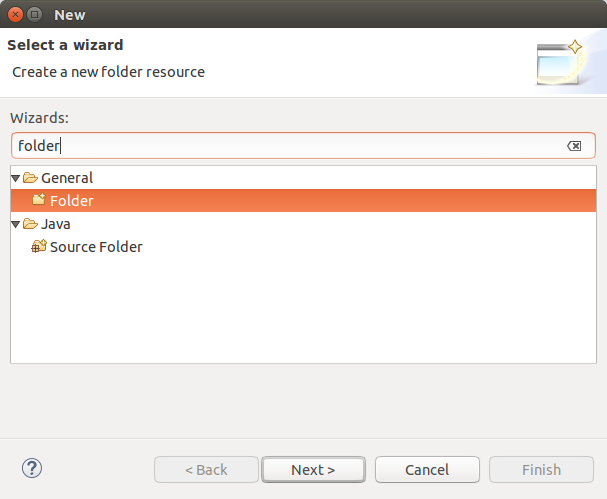 New
Select a wizard
Create a new folder resource
Wizards:
folder
General
Folder
Java
Source Folder
? < Back Next > Cancel Finish